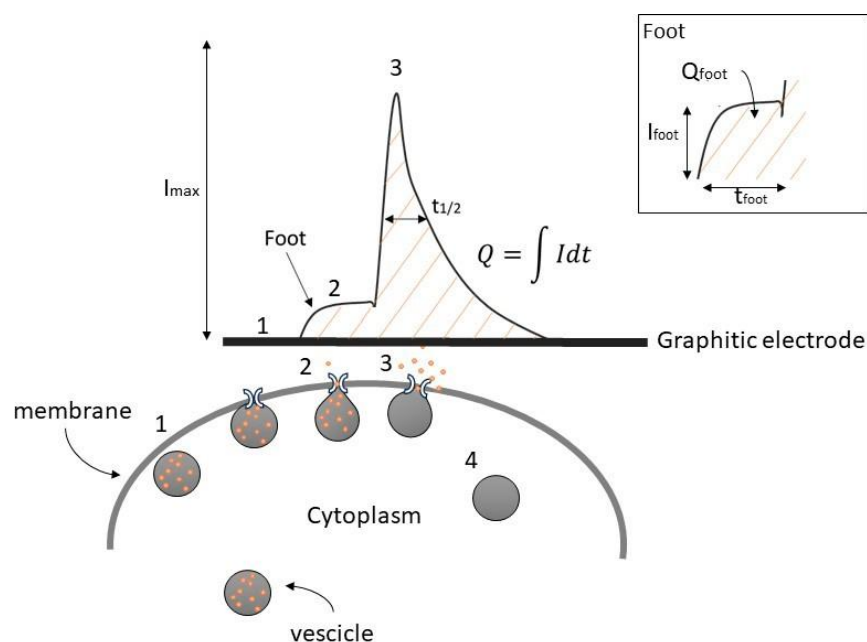 Foot
Qfoot
Ifoot
tfoot
3
Imax
t1/2
Foot
Q = ∫ Idt
2
1
Graphitic electrode
2
3
membrane
1
4
Cytoplasm
vescicle